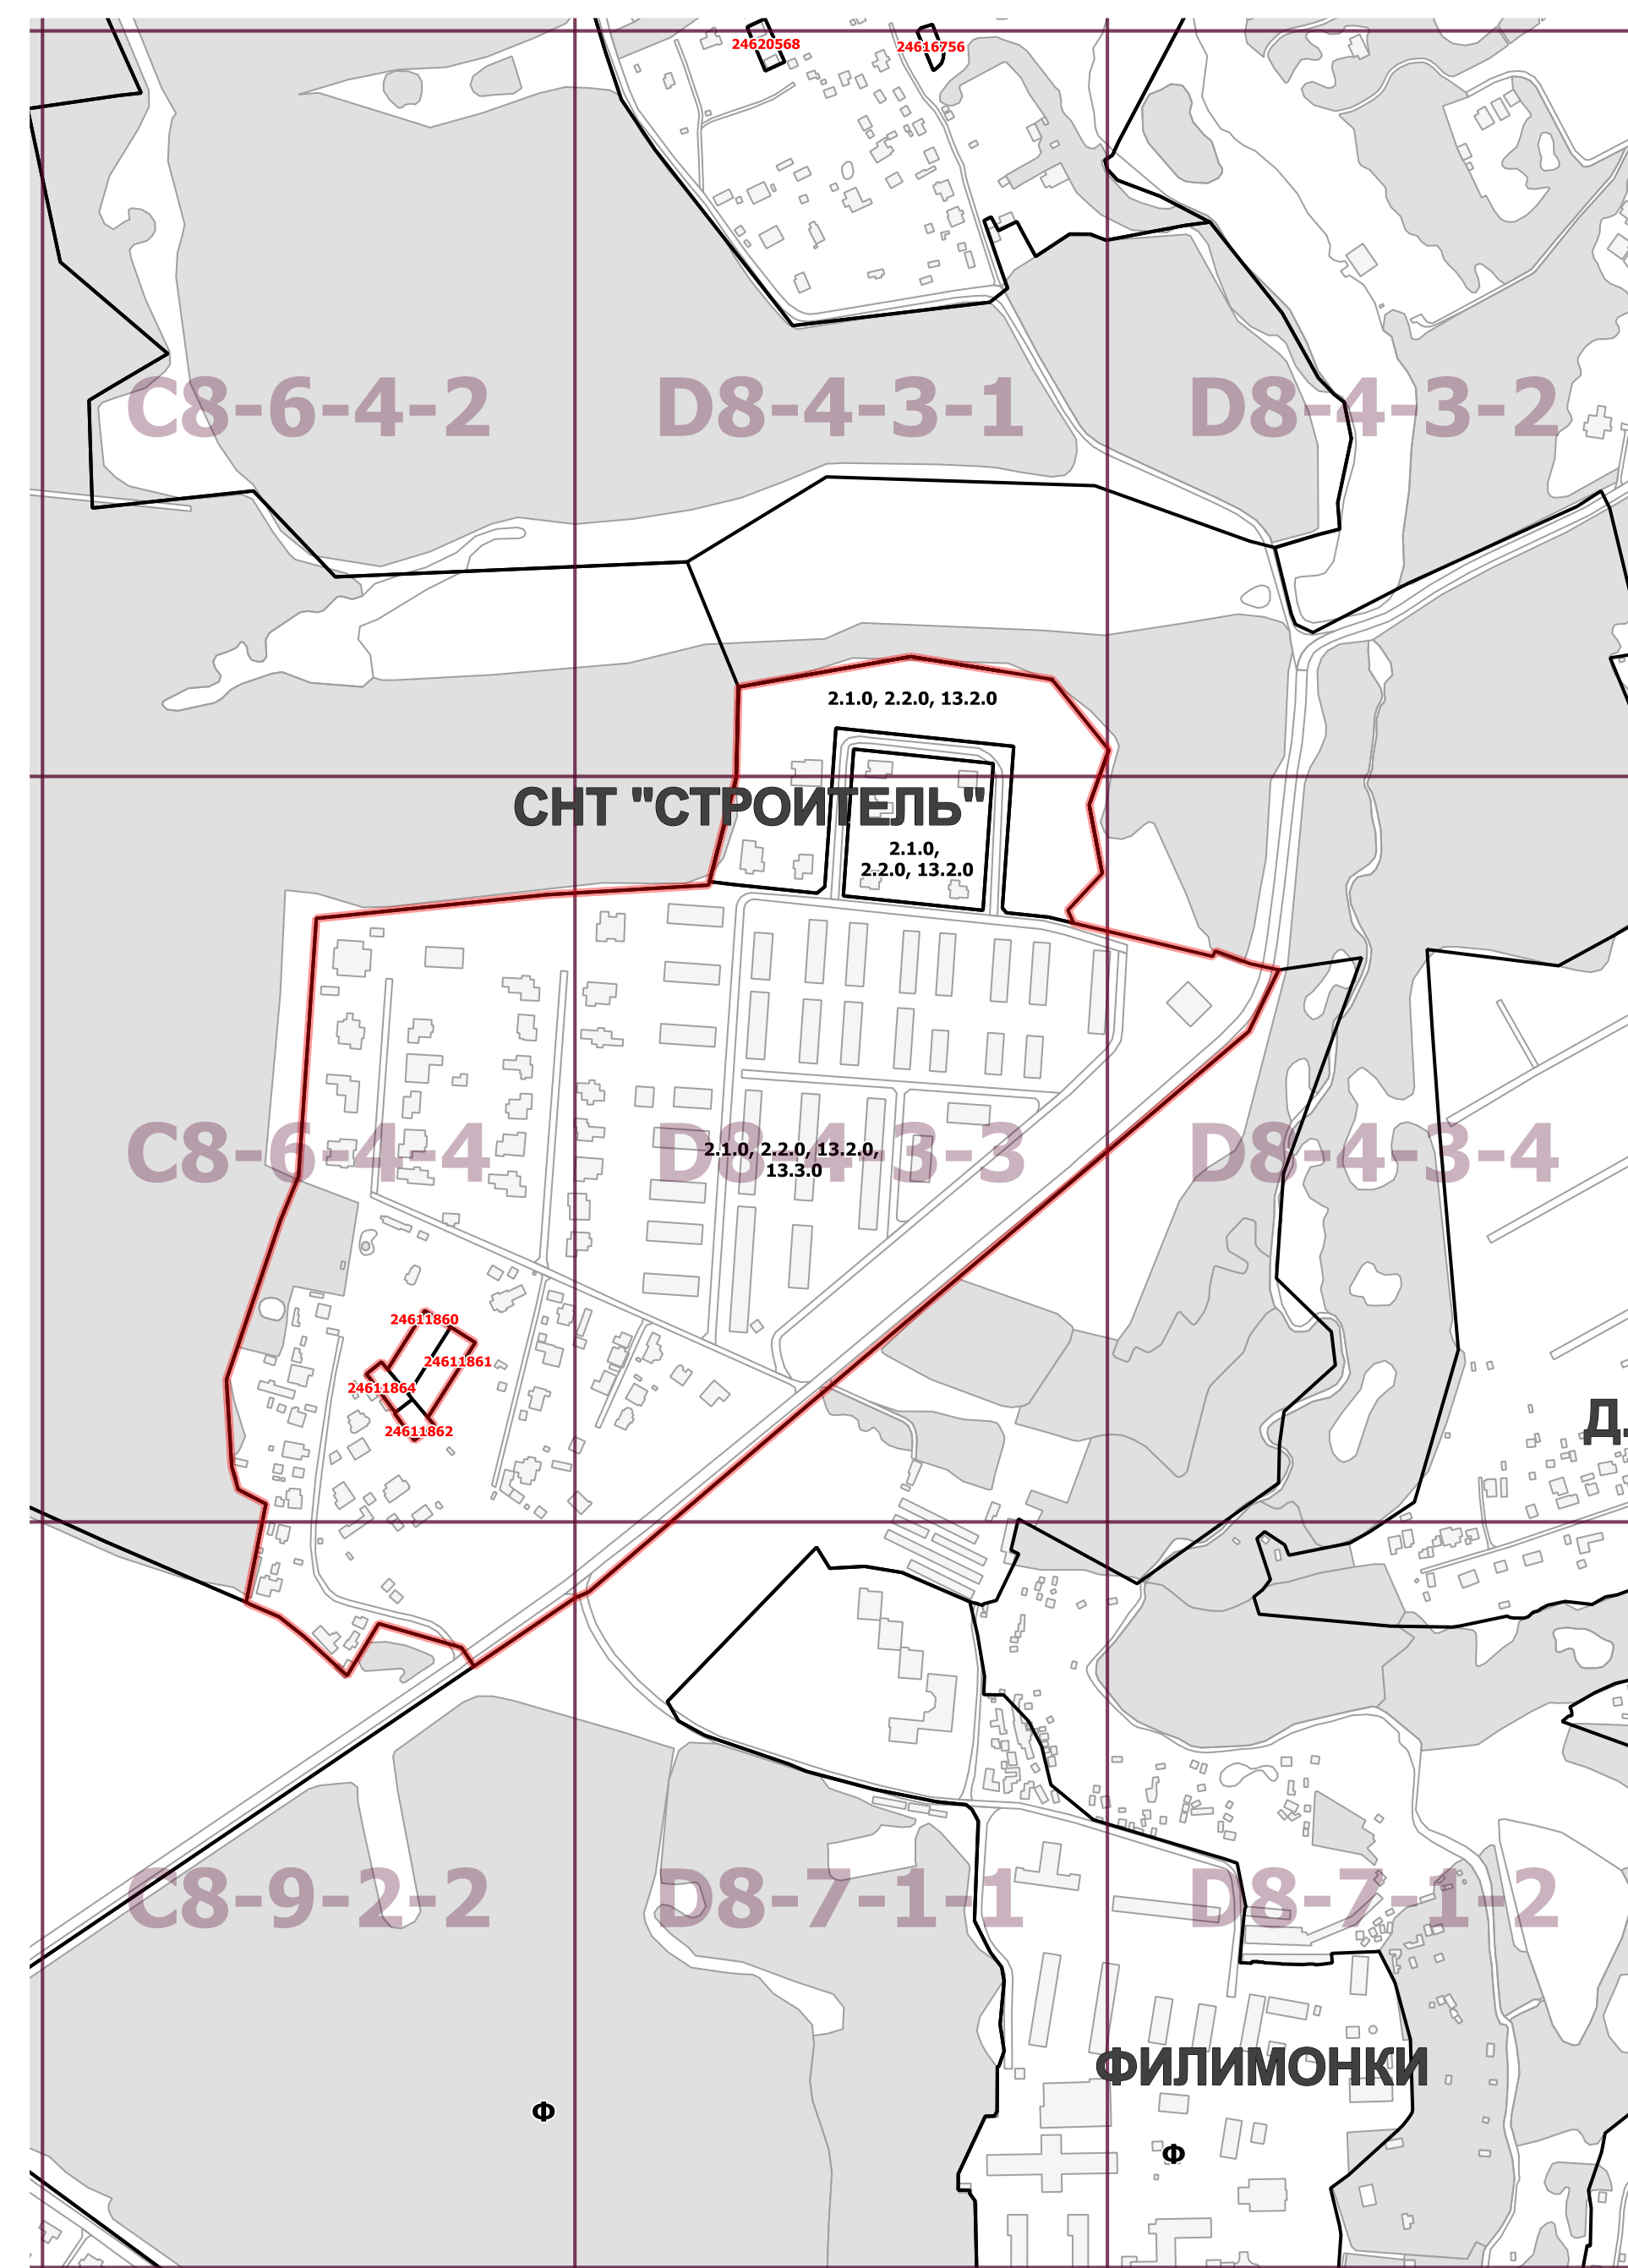 24620568
24616756
C8-6-4-2
D8-4-3-1
D8-4-3-2
2.1.0, 2.2.0, 13.2.0
СНТ "СТРОИТЕЛЬ"
2.1.0,
2.2.0, 13.2.0
C8-6-4-4
D8-4-3-3
D8-4-3-4
2.1.0, 2.2.0, 13.2.0,
13.3.0
24611860
24611861
24611864
24611862
Д.
C8-9-2-2
D8-7-1-1
D8-7-1-2
ФИЛИМОНКИ
Ф
Ф